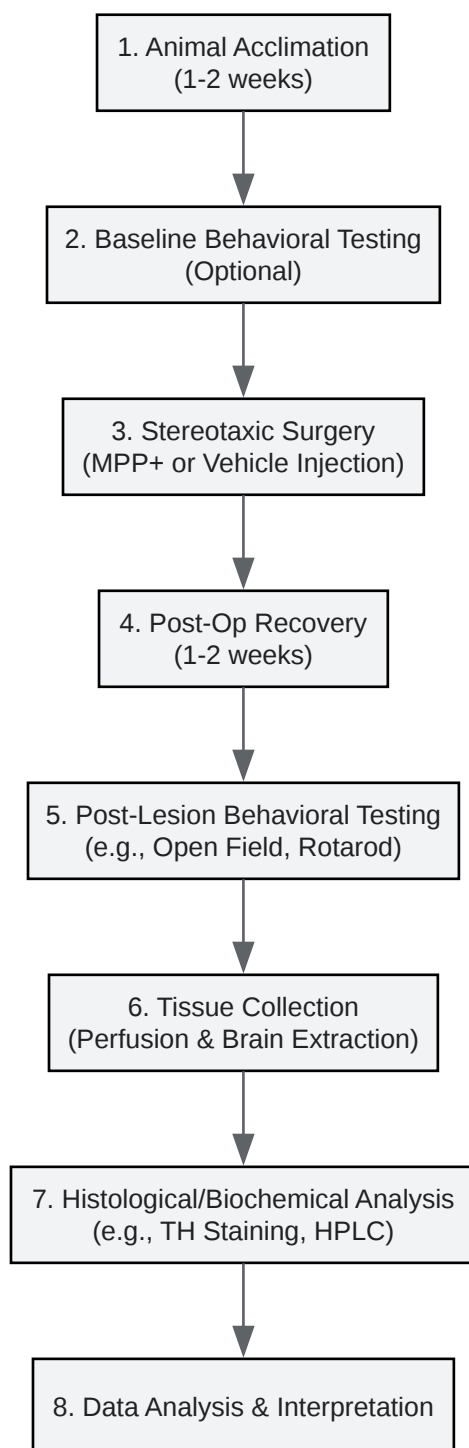 1. Animal Acclimation
(1-2 weeks)
2. Baseline Behavioral Testing
(Optional)
3. Stereotaxic Surgery
(MPP+ or Vehicle Injection)
4. Post-Op Recovery
(1-2 weeks)
5. Post-Lesion Behavioral Testing
(e.g., Open Field, Rotarod)
6. Tissue Collection
(Perfusion & Brain Extraction)
7. Histological/Biochemical Analysis
(e.g., TH Staining, HPLC)
8. Data Analysis & Interpretation